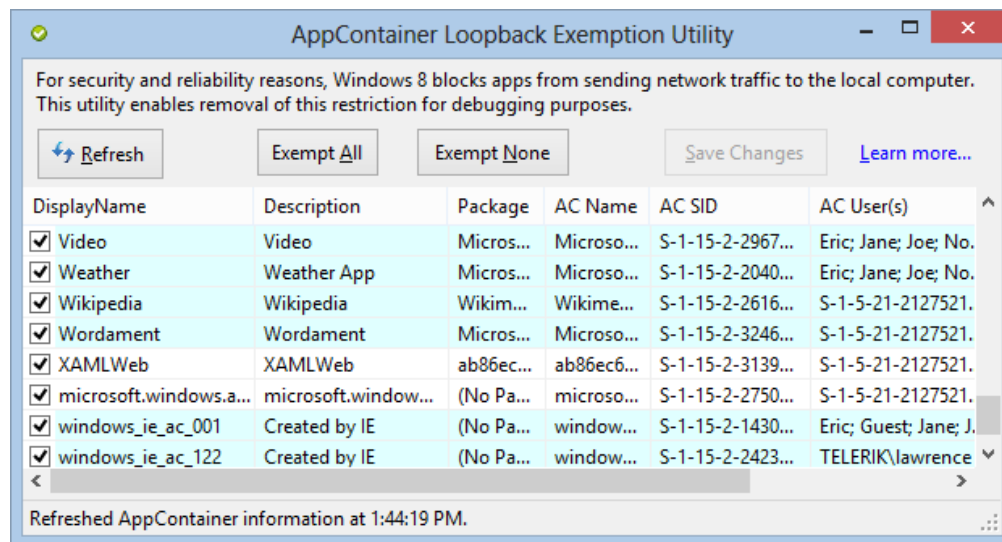 AppContainer Loopback Exemption Utility
For security and reliability reasons, Windows 8 blocks apps from sending network traffic to the local computer.
This utility enables removal of this restriction for debugging purposes.
Refresh Exempt All Exempt None Save Changes Learn more...
DisplayName Description Package AC Name AC SID AC User(s)
Video Video Micros... Microso... S-1-15-2-2967... Eric; Jane; Joe; No.
Weather Weather App Micros... Microso... S-1-15-2-2040... Eric; Jane; Joe; No.
Wikipedia Wikipedia Wikim... Wikime... S-1-15-2-2616... S-1-5-21-2127521.
Wordament Wordament Micros... Microso... S-1-15-2-3246... S-1-5-21-2127521.
XAMLWeb XAMLWeb ab86ec... ab86ec6... S-1-15-2-3139... S-1-5-21-2127521.
microsoft.windows.a... microsoft.window... (No Pa... microso... S-1-15-2-2750... S-1-5-21-2127521.
windows_ie_ac_001 Created by IE (No Pa... window... S-1-15-2-1430... Eric; Guest; Jane; J.
windows_ie_ac_122 Created by IE (No Pa... window... S-1-15-2-2423... TELERIK\lawrence
Refreshed AppContainer information at 1:44:19 PM.